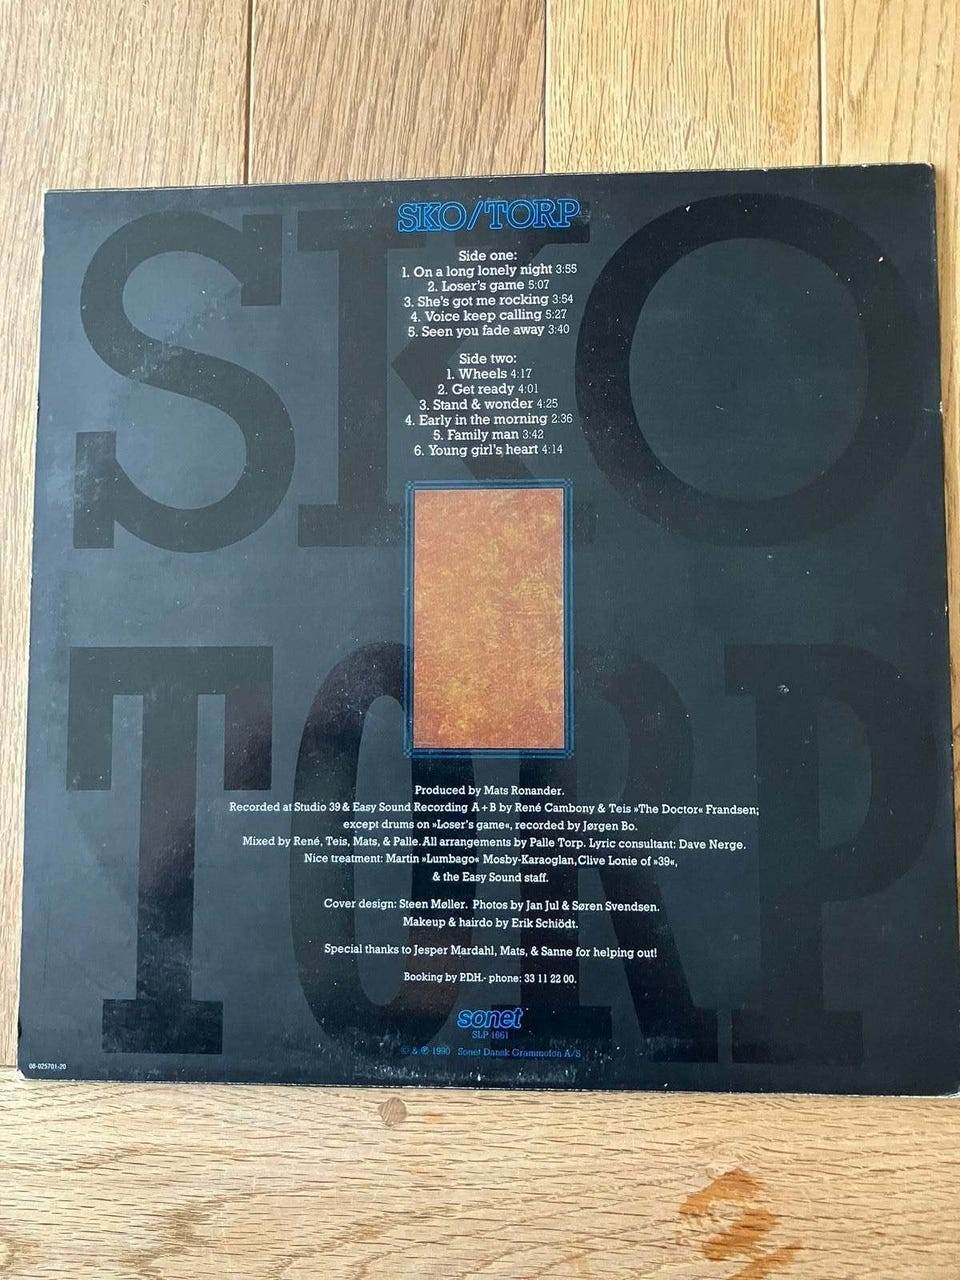 SKO/TORP
Side one:
1. On a long lonely night 3:55
2. Loser's game 5:07
3. She's got me rocking 3:54
4. Voice keep calling 5:27
5. Seen you fade away 3:40
Side two:
1. Wheels 4:17
2. Get ready 4:01
3. Stand & wonder 4:25
4. Early in the morning 2:36
5. Family man 3:42
6. Young girl's heart 4:14
SKO
TORP
Produced by Mats Ronander.
Recorded at Studio 39 & Easy Sound Recording A+B by René Cambony & Teis »The Doctor« Frandsen;
except drums on »Loser's game«, recorded by Jørgen Bo.
Mixed by René, Teis, Mats, & Palle. All arrangements by Palle Torp. Lyric consultant: Dave Nerge.
Nice treatment: Martin »Lumbago« Mosby-Karaoglan, Clive Lonie of »39«,
& the Easy Sound staff.
Cover design: Steen Møller. Photos by Jan Jul & Søren Svendsen.
Makeup & hairdo by Erik Schiödt.
Special thanks to Jesper Mardahl, Mats, & Sanne for helping out!
Booking by P.D.H.- phone: 33 11 22 00.
sonet
SLP 1661
© & ℗ 1990 Sonet Dansk Grammofon A/S
08-025701-20